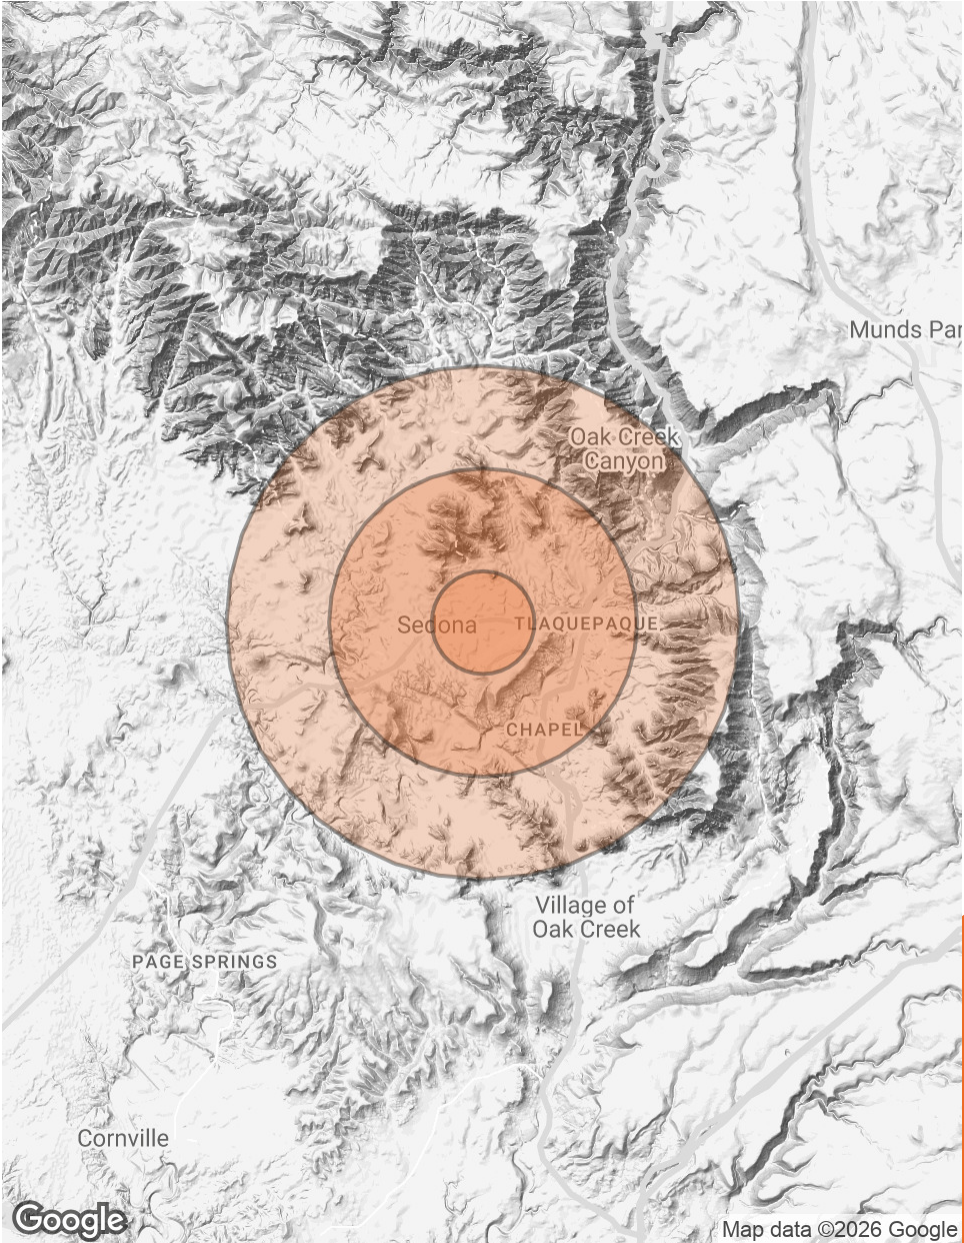 Munds Par
Oak Creek
Canyon
Sedona
TLAQUEPAQUE
CHAPEL
Village of
Oak Creek
PAGE SPRINGS
Cornville
Google
Map data ©2026 Google